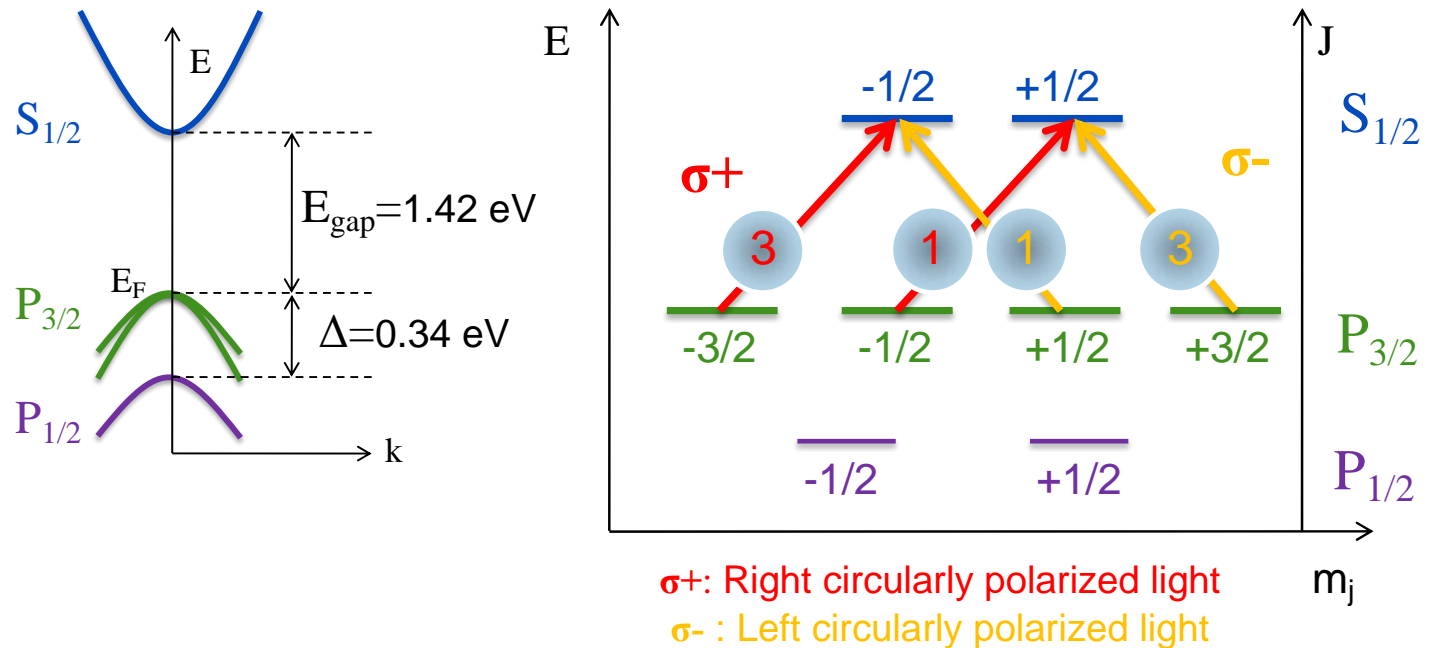 E
S1/2
Egap=1.42 eV
EF
P3/2
Δ=0.34 eV
P1/2
k
E
J
-1/2
+1/2
S1/2
σ+
σ-
3
1
1
3
-3/2
-1/2
+1/2
+3/2
P3/2
-1/2
+1/2
P1/2
σ+: Right circularly polarized light
mj
σ- : Left circularly polarized light